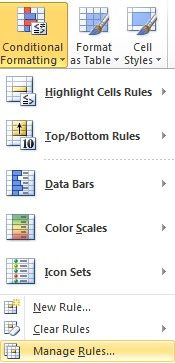 Conditional Formatting
Format as Table
Cell Styles
Highlight Cells Rules
Top/Bottom Rules
10
Data Bars
Color Scales
Icon Sets
New Rule...
Clear Rules
Manage Rules...